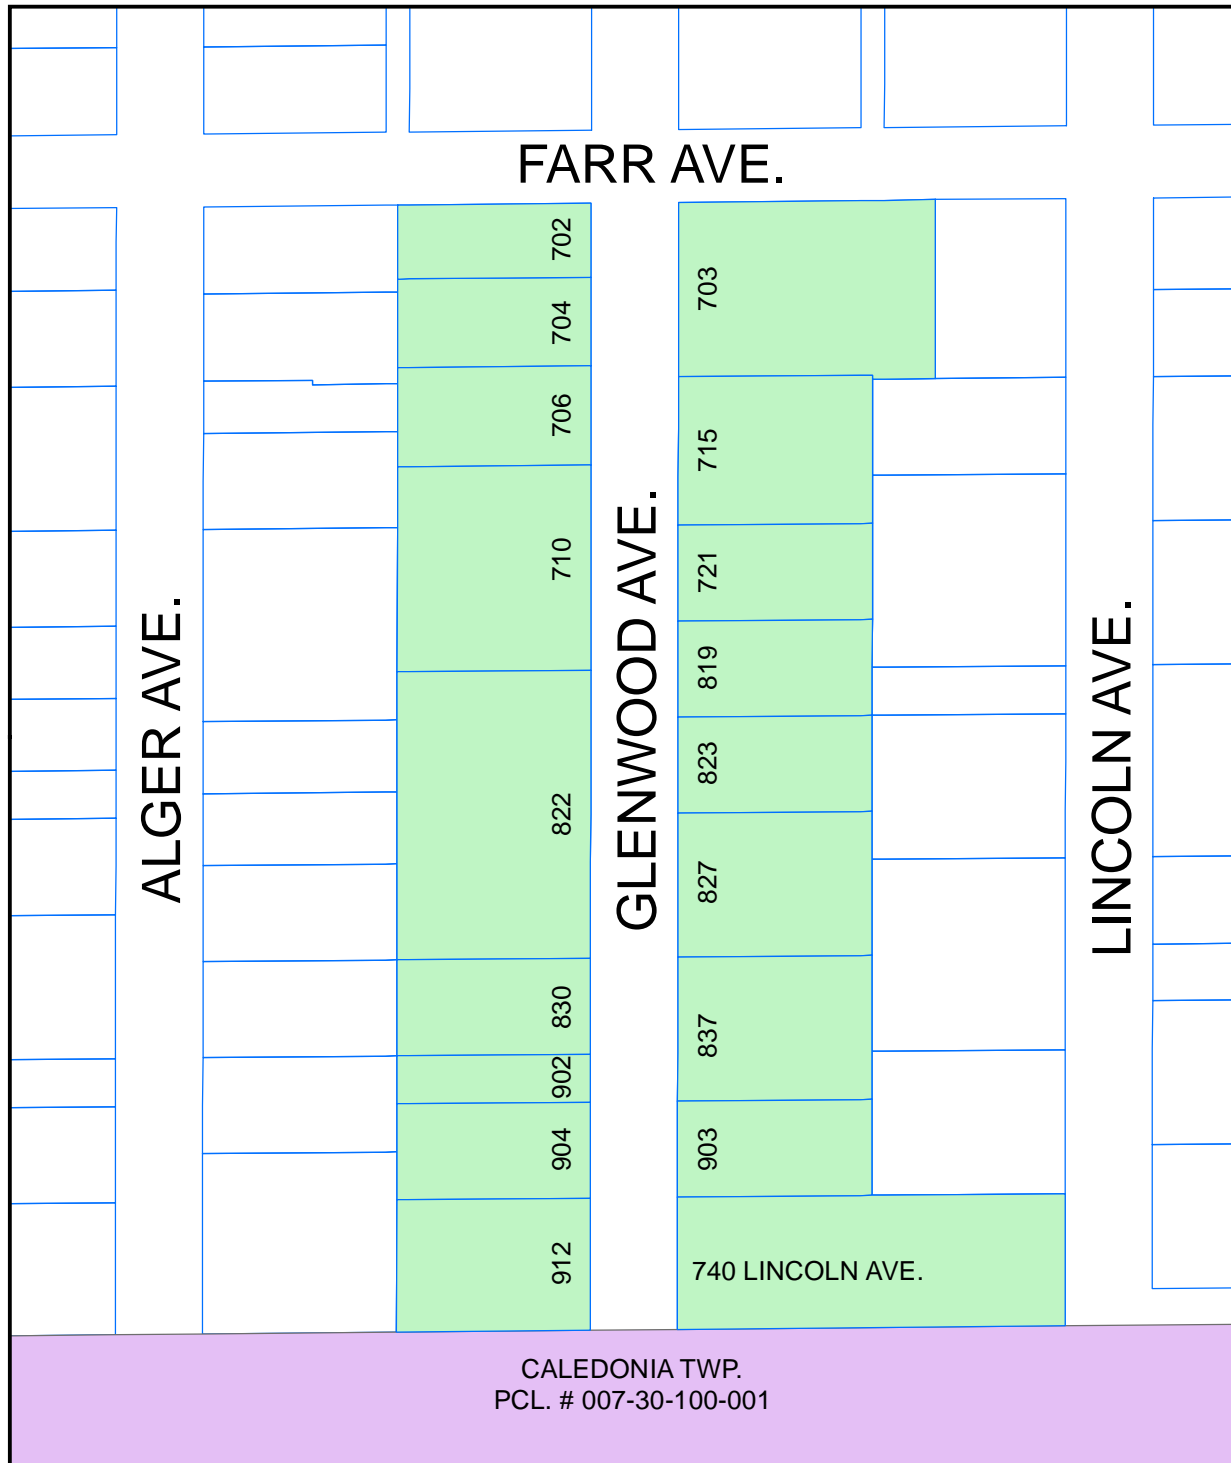 FARR AVE.
702
704
706
710
822
830
902
904
912
703
715
721
819
823
827
837
903
740 LINCOLN AVE.
ALGER AVE.
GLENWOOD AVE.
LINCOLN AVE.
CALEDONIA TWP.
PCL. # 007-30-100-001